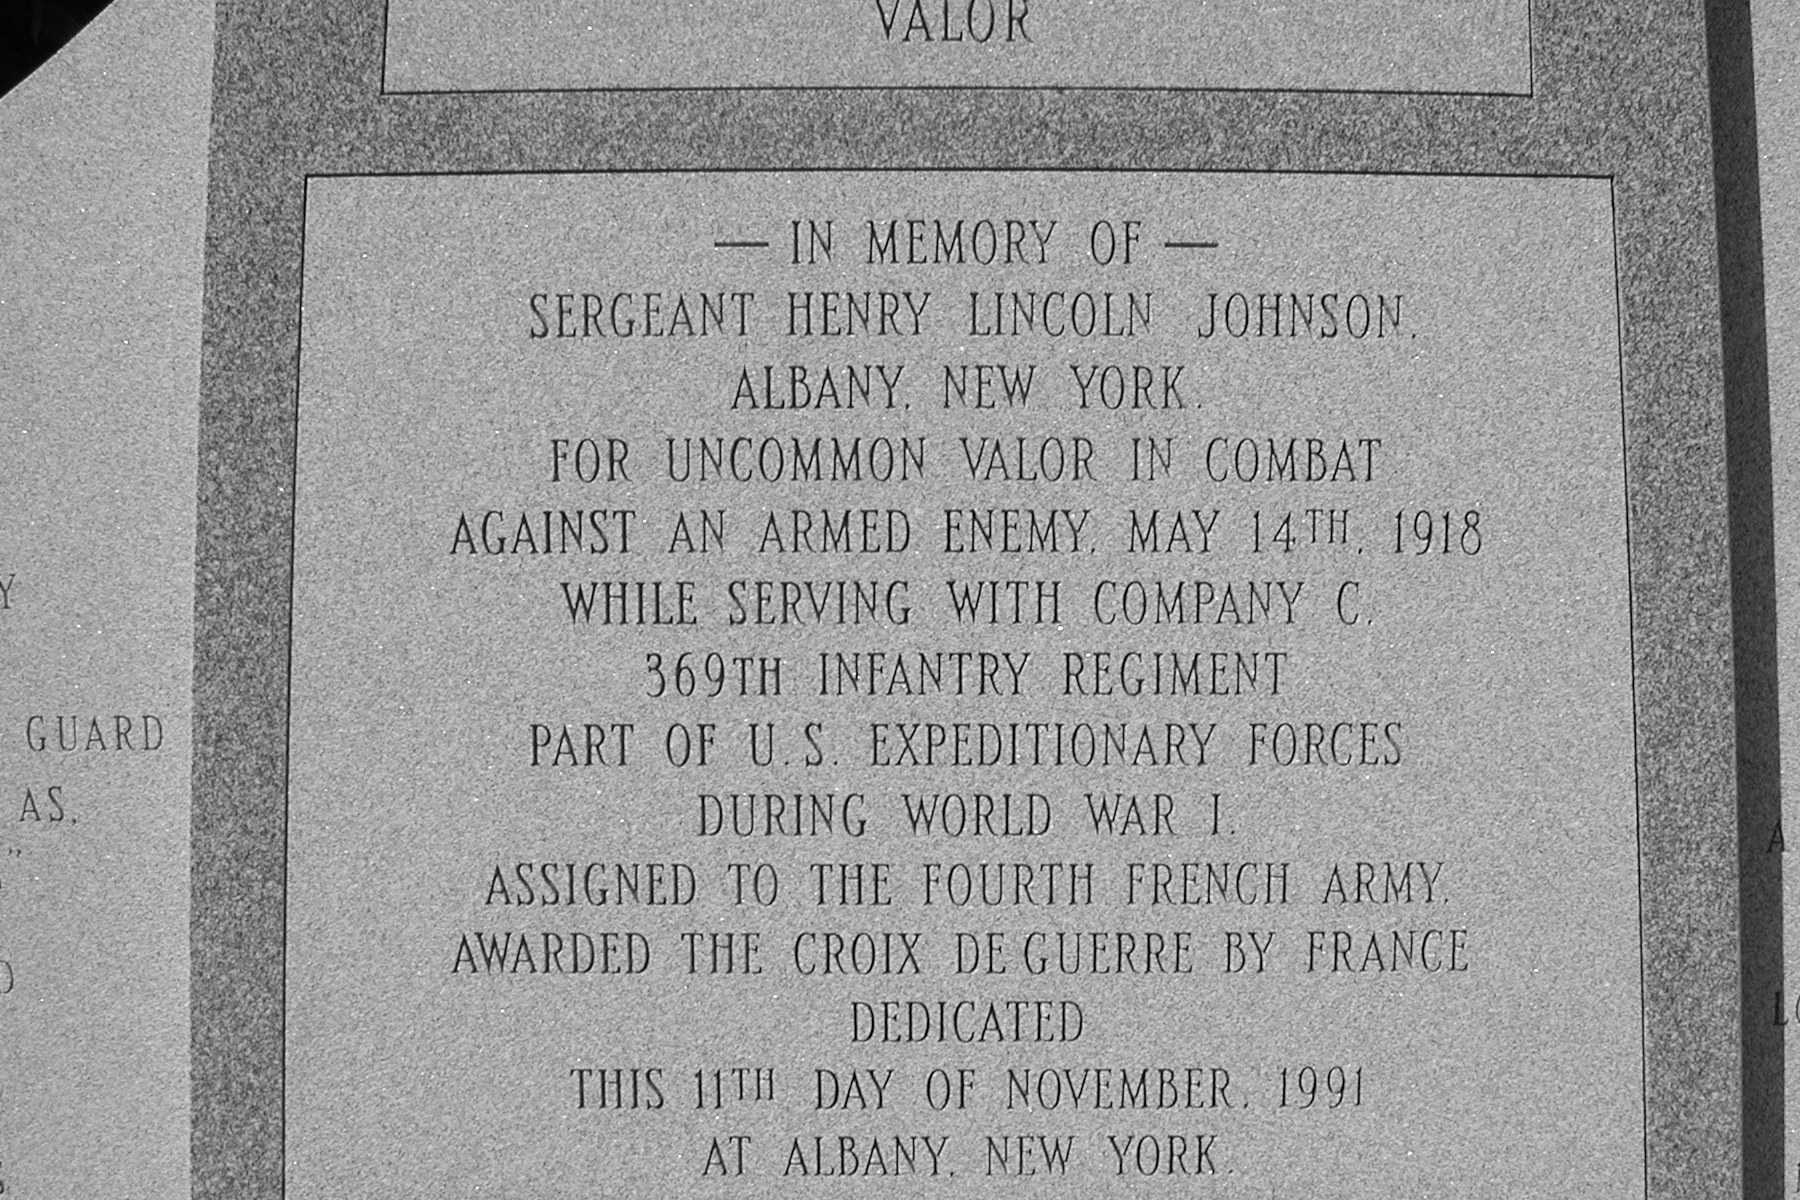 VALOR
— IN MEMORY OF —
SERGEANT HENRY LINCOLN JOHNSON,
ALBANY, NEW YORK.
FOR UNCOMMON VALOR IN COMBAT
AGAINST AN ARMED ENEMY, MAY 14TH, 1918
WHILE SERVING WITH COMPANY C,
369TH INFANTRY REGIMENT
PART OF U.S. EXPEDITIONARY FORCES
DURING WORLD WAR I.
ASSIGNED TO THE FOURTH FRENCH ARMY.
AWARDED THE CROIX DE GUERRE BY FRANCE
DEDICATED
THIS 11TH DAY OF NOVEMBER, 1991
AT ALBANY, NEW YORK.
GUARD
AS,